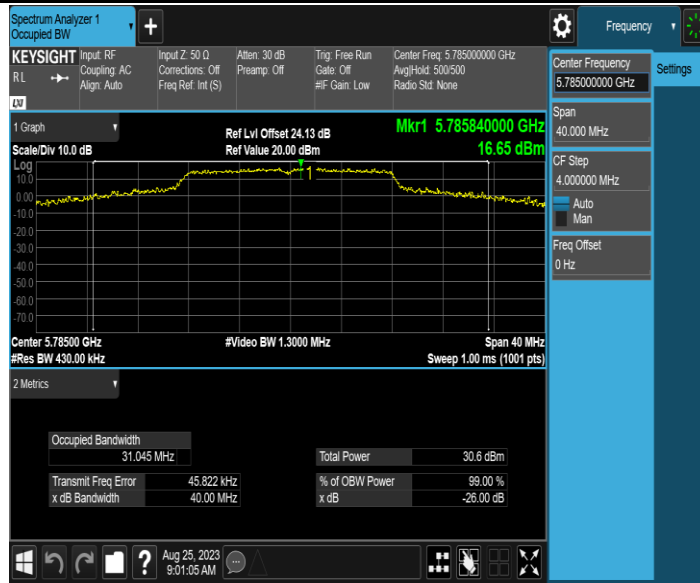 Spectrum Analyzer 1
Occupied BW
+
Frequency
KEYSIGHT
RL
LXI
Input: RF
Coupling: AC
Align: Auto
Input Z: 50 Ω
Corrections: Off
Freq Ref: Int (S)
Atten: 30 dB
Preamp: Off
Trig: Free Run
Gate: Off
#IF Gain: Low
Center Freq: 5.785000000 GHz
Avg|Hold: 500/500
Radio Std: None
Center Frequency
5.785000000 GHz
Settings
Span
40.000 MHz
CF Step
4.000000 MHz
Auto
Man
Freq Offset
0 Hz
1 Graph
Scale/Div 10.0 dB
Ref Lvl Offset 24.13 dB
Ref Value 20.00 dBm
Mkr1 5.785840000 GHz
16.65 dBm
Log
10.0
0.00
-10.0
-20.0
-30.0
-40.0
-50.0
-60.0
-70.0
1
Center 5.78500 GHz
#Video BW 1.3000 MHz
Span 40 MHz
#Res BW 430.00 kHz
Sweep 1.00 ms (1001 pts)
2 Metrics
Occupied Bandwidth
31.045 MHz
Total Power 30.6 dBm
Transmit Freq Error 45.822 kHz
% of OBW Power 99.00 %
x dB Bandwidth 40.00 MHz
x dB -26.00 dB
?
Aug 25, 2023
9:01:05 AM